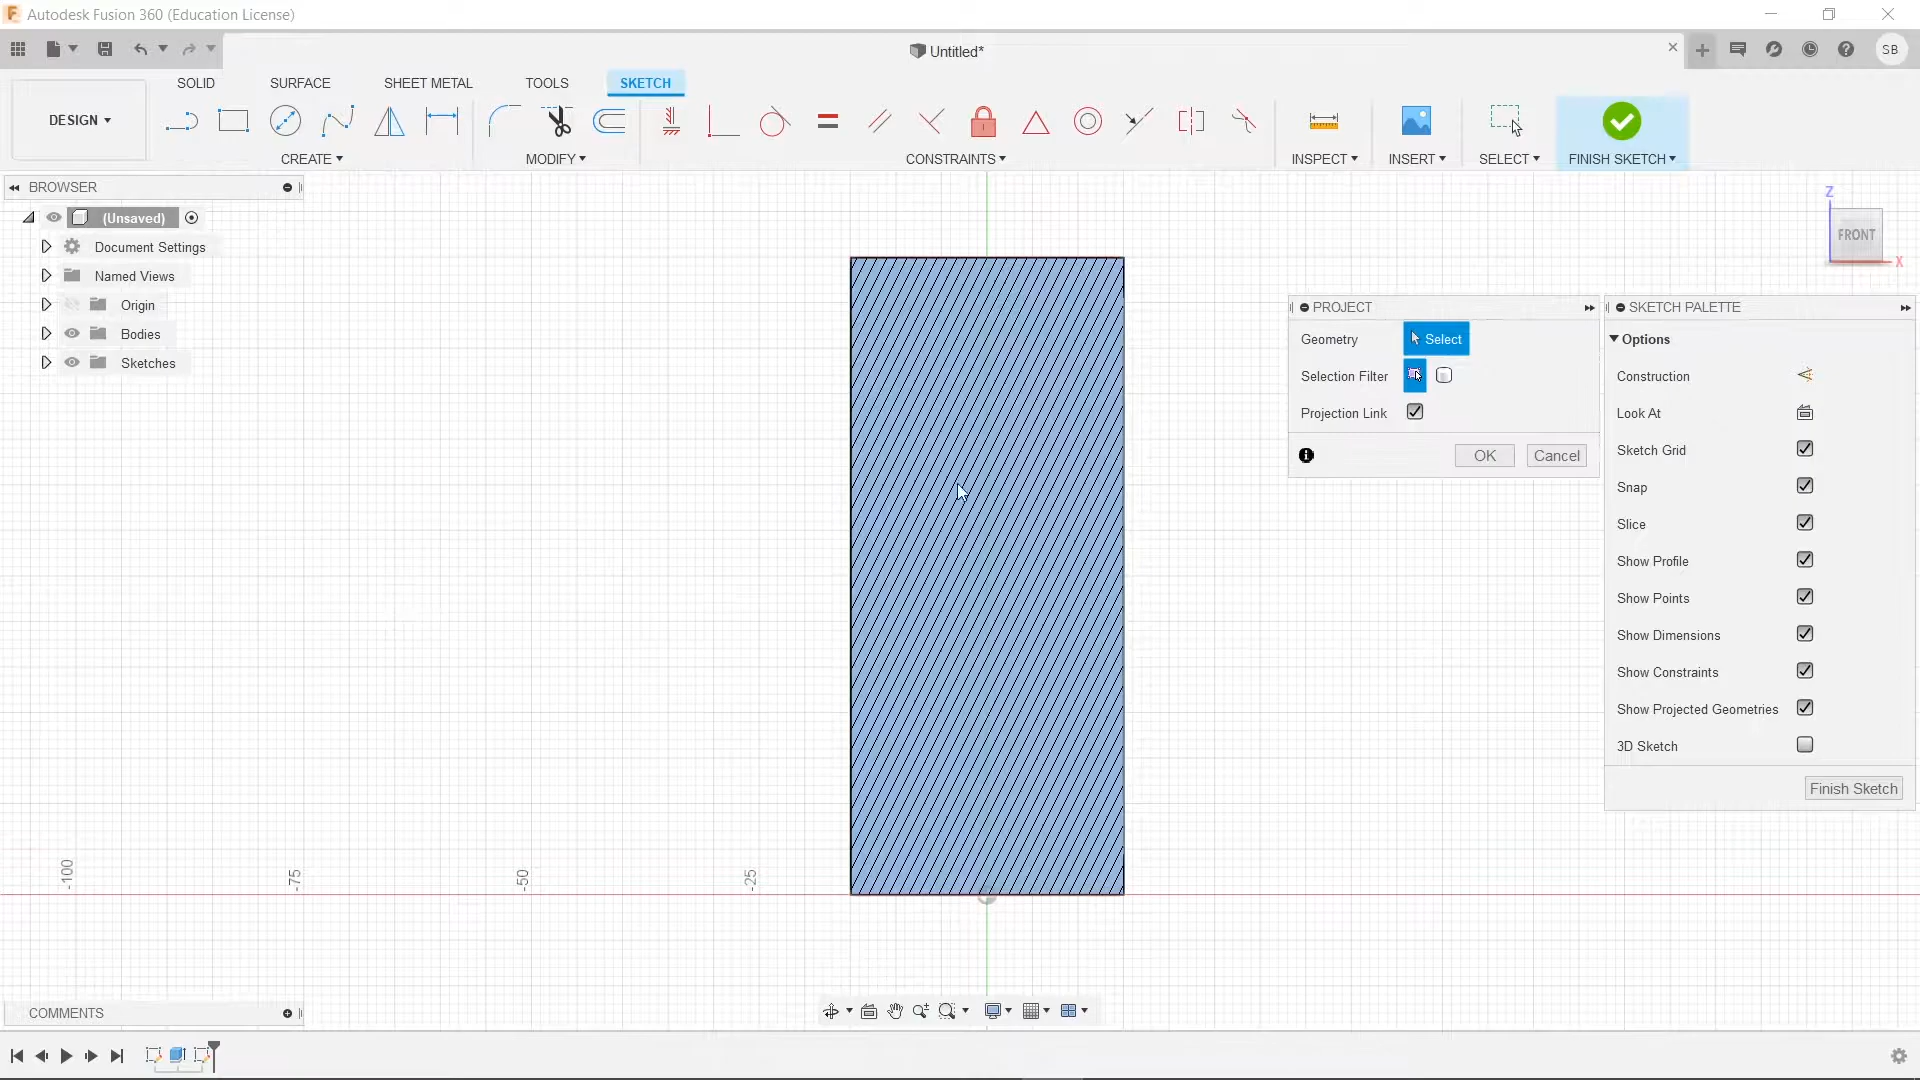 Autodesk Fusion 360 (Education License)
Untitled*
SB
SOLID SURFACE SHEET METAL TOOLS SKETCH
DESIGN
CREATE MODIFY CONSTRAINTS INSPECT INSERT SELECT FINISH SKETCH
BROWSER
(Unsaved)
Document Settings
Named Views
Origin
Bodies
Sketches
Z
FRONT
X
PROJECT
Geometry Select
Selection Filter
Projection Link
OK Cancel
SKETCH PALETTE
Options
Construction
Look At
Sketch Grid
Snap
Slice
Show Profile
Show Points
Show Dimensions
Show Constraints
Show Projected Geometries
3D Sketch
Finish Sketch
-100 -75 -50 -25
COMMENTS